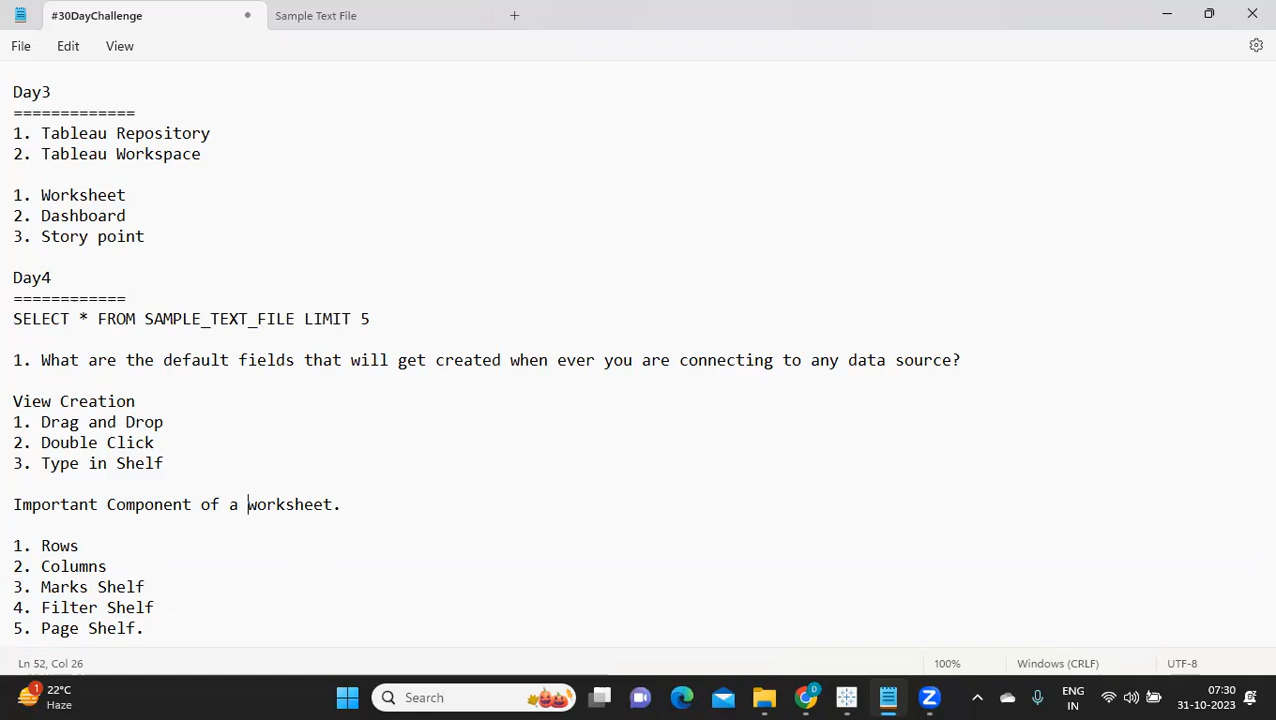 #30DayChallenge
Sample Text File
File Edit View
Day3
=============
1. Tableau Repository
2. Tableau Workspace
1. Worksheet
2. Dashboard
3. Story point
Day4
============
SELECT * FROM SAMPLE_TEXT_FILE LIMIT 5
1. What are the default fields that will get created when ever you are connecting to any data source?
View Creation
1. Drag and Drop
2. Double Click
3. Type in Shelf
Important Component of a worksheet.
1. Rows
2. Columns
3. Marks Shelf
4. Filter Shelf
5. Page Shelf.
Ln 52, Col 26
100%
Windows (CRLF)
UTF-8
1
22°C
Haze
Search
D
ENG
IN
07:30
31-10-2023